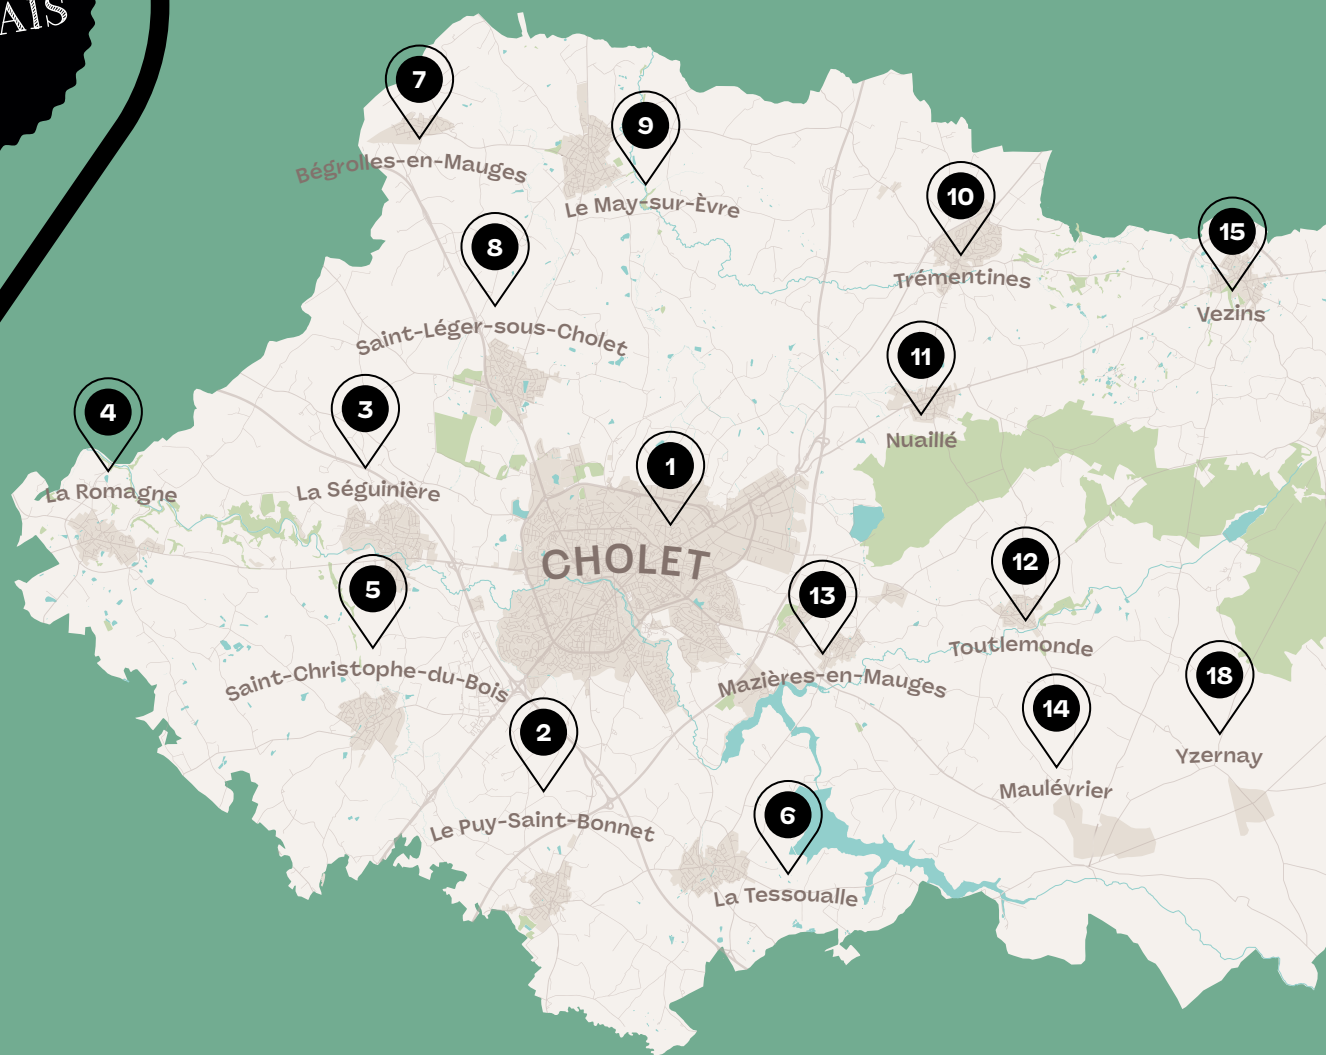 AIS
7
Bégrolles-en-Mauges
9
Le May-sur-Èvre
10
Trémentines
15
Vezins
8
Saint-Léger-sous-Cholet
11
Nuaillé
4
La Romagne
3
La Séguinière
1
CHOLET
5
Saint-Christophe-du-Bois
13
Mazières-en-Mauges
12
Toutlemonde
18
Yzernay
14
Maulévrier
2
Le Puy-Saint-Bonnet
6
La Tessoualle